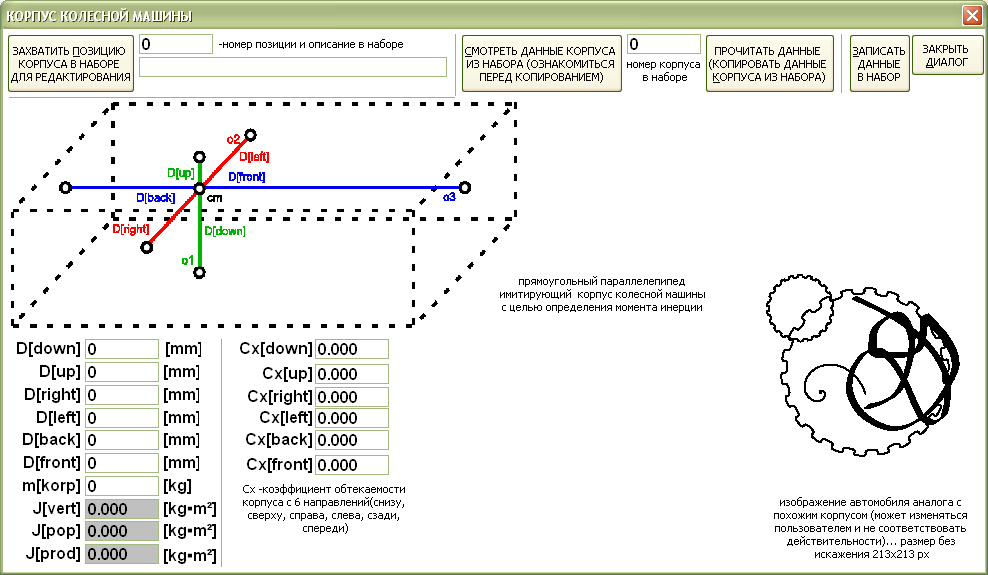 КОРПУС КОЛЕСНОЙ МАШИНЫ
ЗАХВАТИТЬ ПОЗИЦИЮ
КОРПУСА В НАБОРЕ
ДЛЯ РЕДАКТИРОВАНИЯ
0
-номер позиции и описание в наборе
СМОТРЕТЬ ДАННЫЕ КОРПУСА
ИЗ НАБОРА (ОЗНАКОМИТЬСЯ
ПЕРЕД КОПИРОВАНИЕМ)
0
номер корпуса
в наборе
ПРОЧИТАТЬ ДАННЫЕ
(КОПИРОВАТЬ ДАННЫЕ
КОРПУСА ИЗ НАБОРА)
ЗАПИСАТЬ
ДАННЫЕ
В НАБОР
ЗАКРЫТЬ
ДИАЛОГ
o2
D[left]
D[up]
D[front]
D[back]
cm
o3
D[right]
D[down]
o1
прямоугольный параллелепипед
имитирующий корпус колесной машины
с целью определения момента инерции
D[down] 0 [mm]
D[up] 0 [mm]
D[right] 0 [mm]
D[left] 0 [mm]
D[back] 0 [mm]
D[front] 0 [mm]
m[korp] 0 [kg]
J[vert] 0.000 [kg▪m²]
J[pop] 0.000 [kg▪m²]
J[prod] 0.000 [kg▪m²]
Cx[down] 0.000
Cx[up] 0.000
Cx[right] 0.000
Cx[left] 0.000
Cx[back] 0.000
Cx[front] 0.000
Cx -коэффициент обтекаемости
корпуса с 6 направлений(снизу,
сверху, справа, слева, сзади,
спереди)
изображение автомобиля аналога с
похожим корпусом (может изменяться
пользователем и не соответствовать
действительности)... размер без
искажения 213x213 px